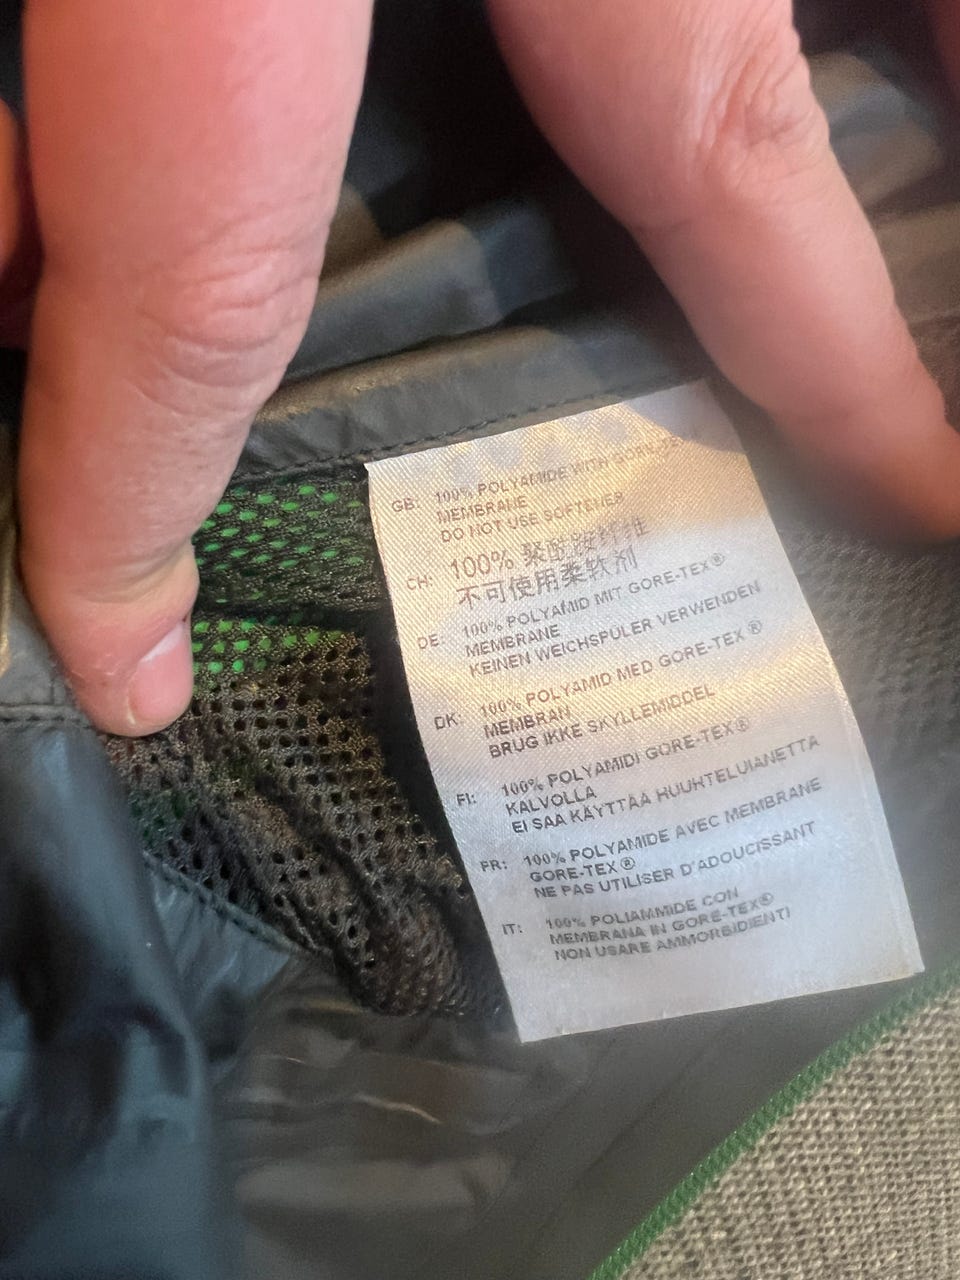 GB: 100% POLYAMIDE WITH GORE-TEX
MEMBRANE
DO NOT USE SOFTENER
CH: 100% 聚酰胺纤维
不可使用柔软剂
DE: 100% POLYAMID MIT GORE-TEX®
MEMBRANE
KEINEN WEICHSPULER VERWENDEN
DK: 100% POLYAMID MED GORE-TEX ®
MEMBRAN
BRUG IKKE SKYLLEMIDDEL
FI: 100% POLYAMIDI GORE-TEX®
KALVOLLA
EI SAA KÄYTTÄÄ HUUHTELUIANETTA
PR: 100% POLYAMIDE AVEC MEMBRANE
GORE-TEX ®
NE PAS UTILISER D'ADOUCISSANT
IT: 100% POLIAMMIDE CON
MEMBRANA IN GORE-TEX®
NON USARE AMMORBIDIENTI